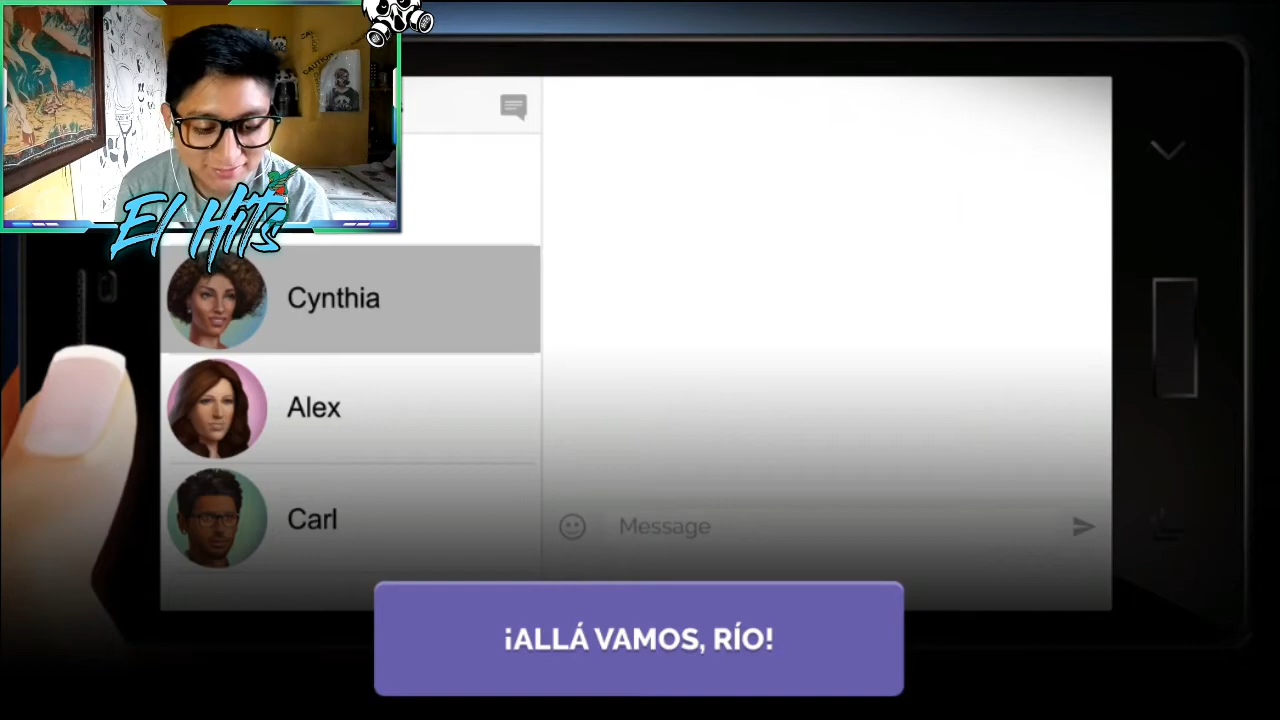 El Hits
Cynthia
Alex
Carl
Message
¡ALLÁ VAMOS, RÍO!